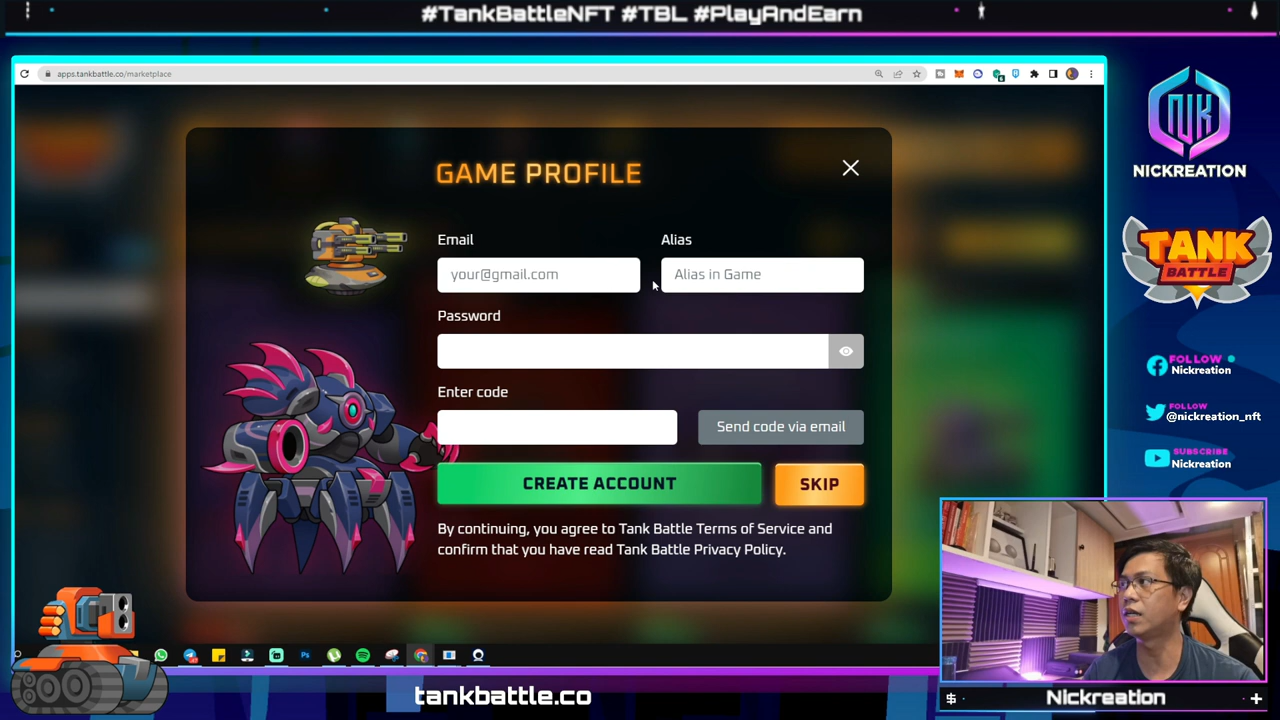 #TankBattleNFT #TBL #PlayAndEarn
apps.tankbattle.co/marketplace
NK
NICKREATION
GAME PROFILE
Email
Alias
your@gmail.com
Alias in Game
TANK
BATTLE
Password
Enter code
Send code via email
FOLLOW
Nickreation
FOLLOW
@nickreation_nft
SUBSCRIBE
Nickreation
CREATE ACCOUNT
SKIP
By continuing, you agree to Tank Battle Terms of Service and
confirm that you have read Tank Battle Privacy Policy.
Ps
tankbattle.co
$
Nickreation
+